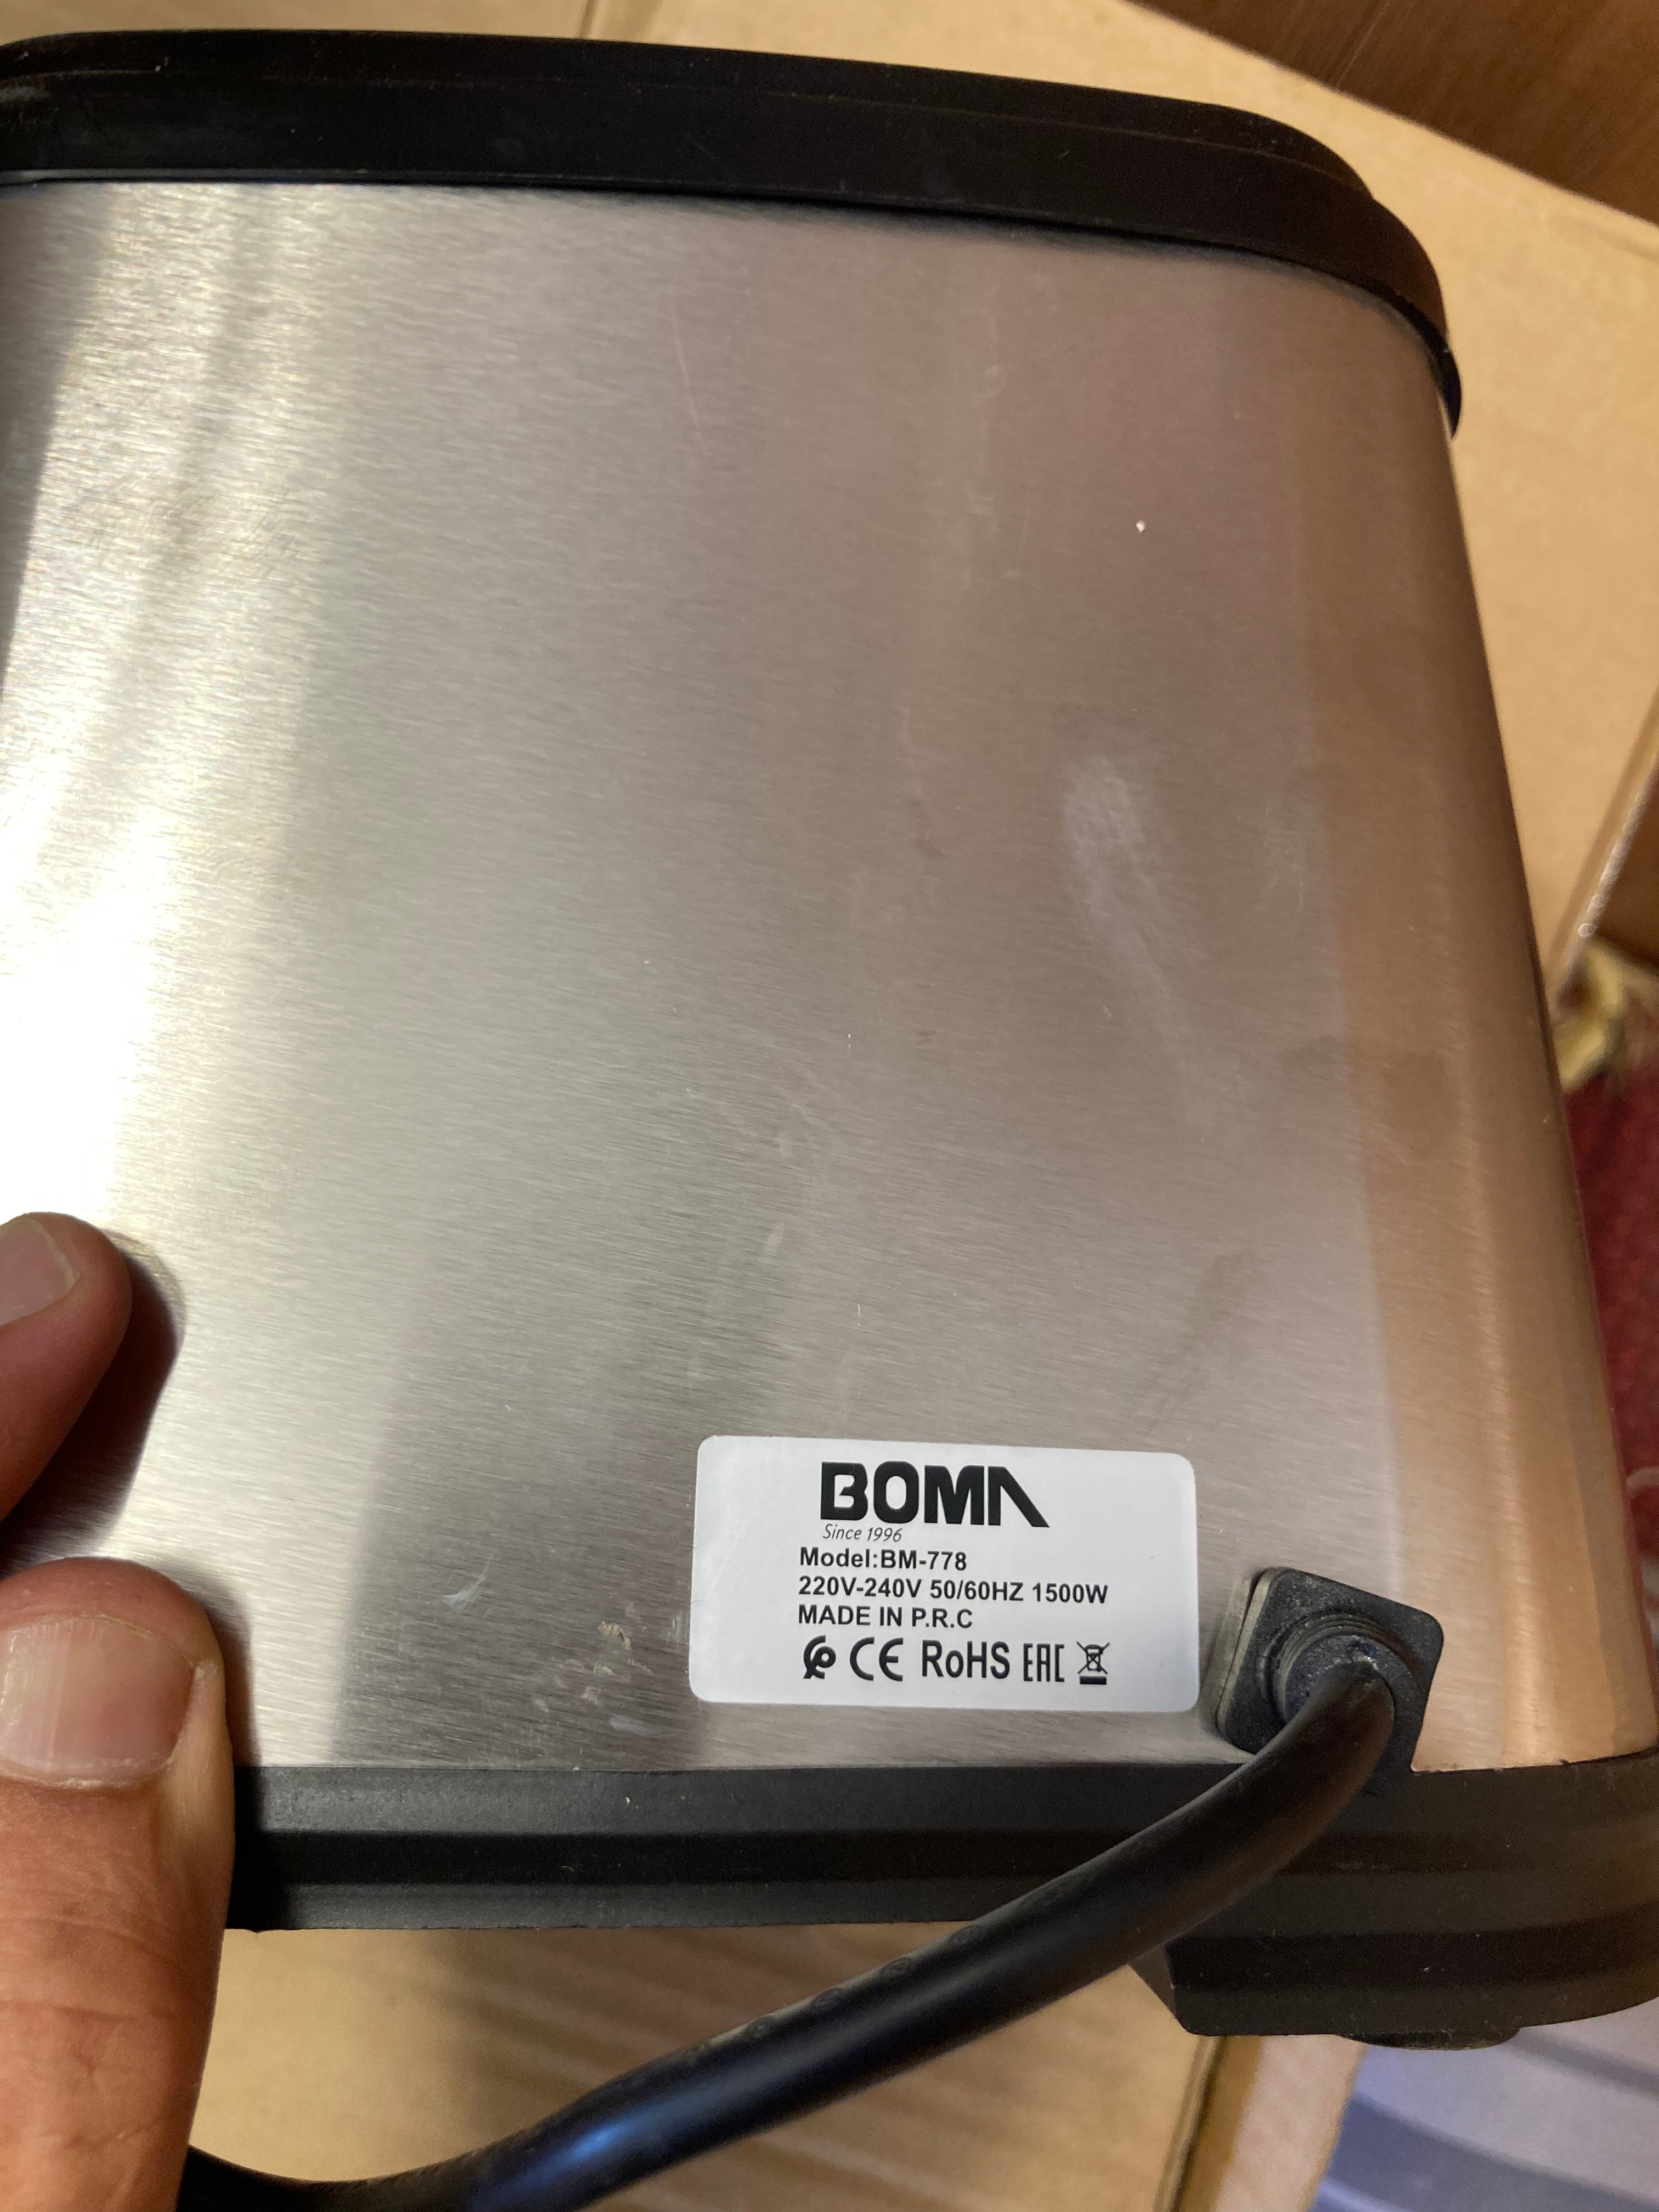 BOMA
Since 1996
Model:BM-778
220V-240V 50/60HZ 1500W
MADE IN P.R.C
CE RoHS EAC